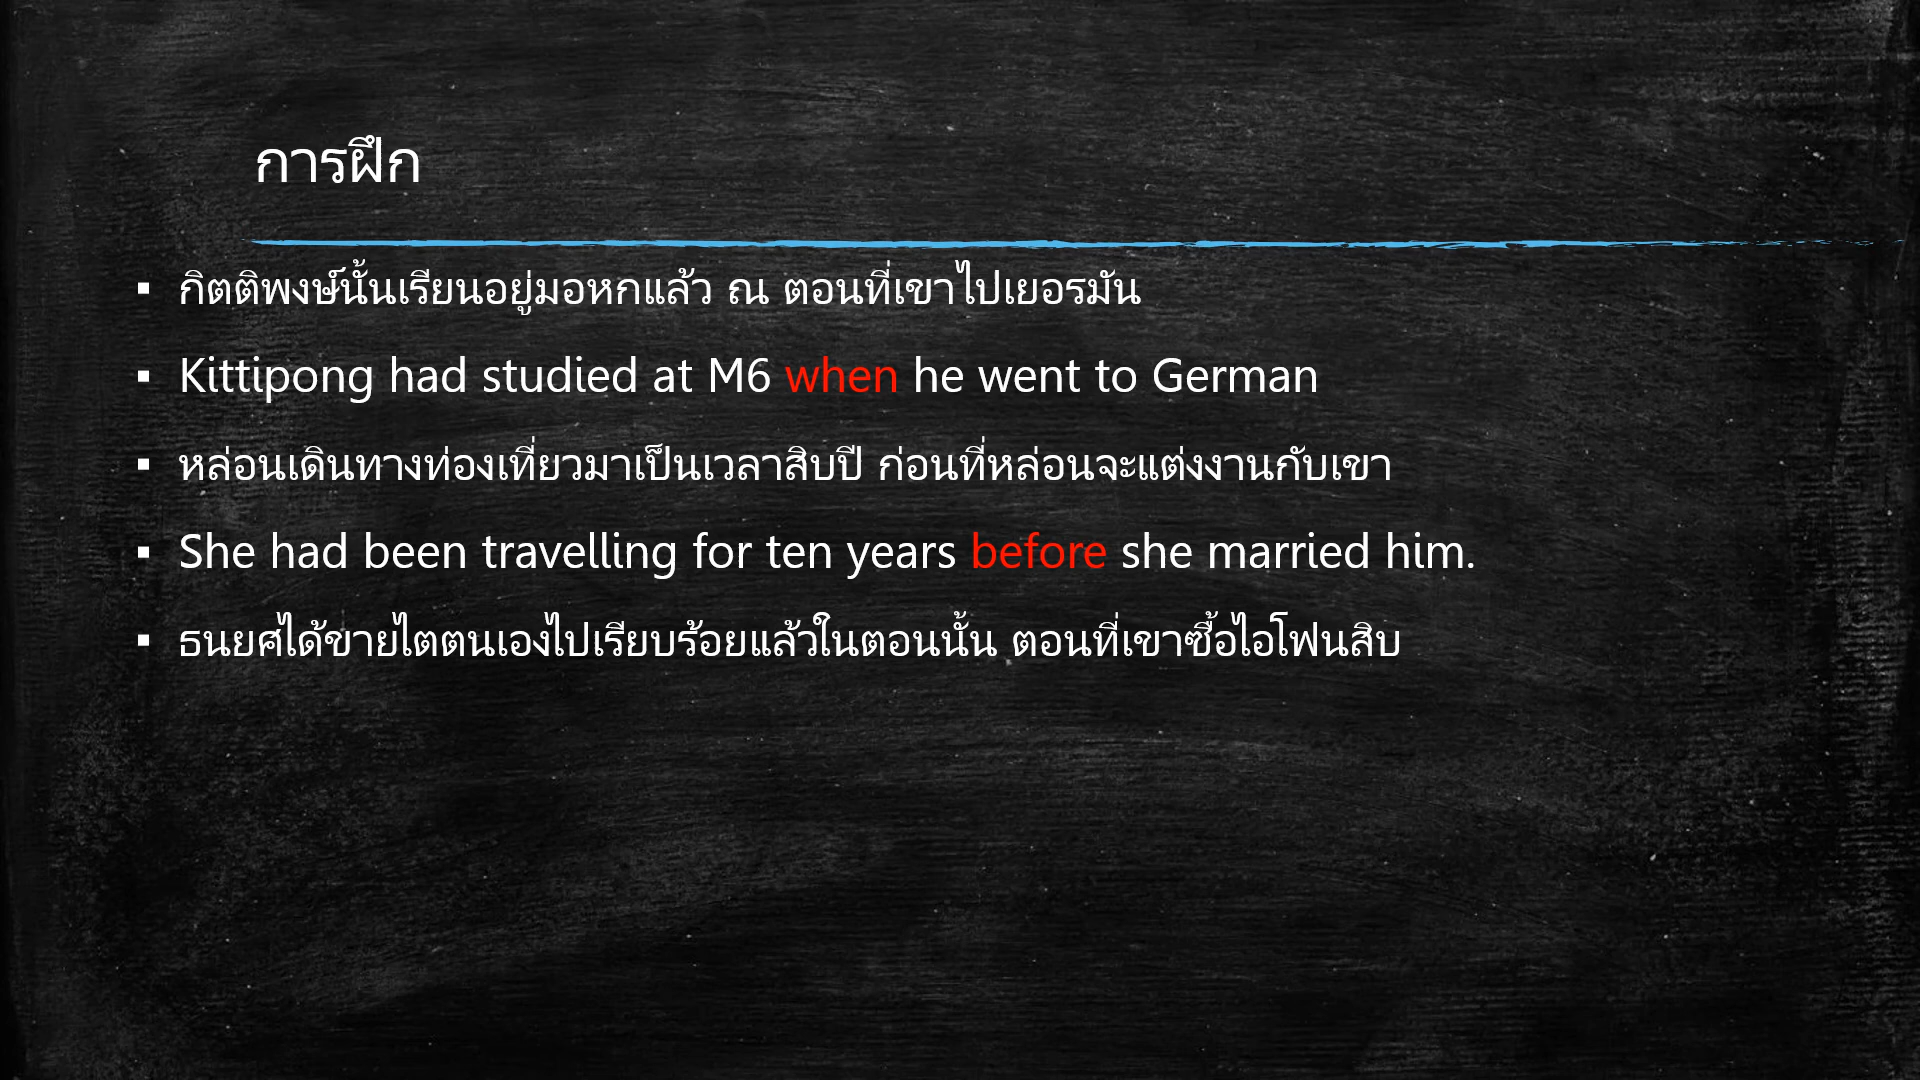 การฝึก
▪ กิตติพงษ์นั้นเรียนอยู่มอหกแล้ว ณ ตอนที่เขาไปเยอรมัน
▪ Kittipong had studied at M6 when he went to German
▪ หล่อนเดินทางท่องเที่ยวมาเป็นเวลาสิบปี ก่อนที่หล่อนจะแต่งงานกับเขา
▪ She had been travelling for ten years before she married him.
▪ ธนยศได้ขายไตตนเองไปเรียบร้อยแล้วในตอนนั้น ตอนที่เขาซื้อไอโฟนสิบ